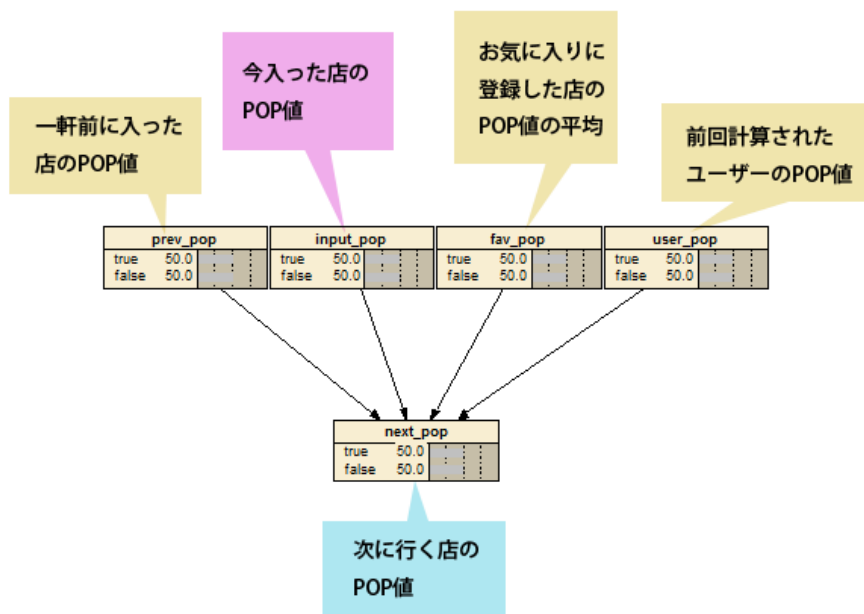 お気に入りに
登録した店の
POP値の平均
今入った店の
POP値
一軒前に入った
店のPOP値
前回計算された
ユーザーのPOP値
prev_pop
true 50.0
false 50.0
input_pop
true 50.0
false 50.0
fav_pop
true 50.0
false 50.0
user_pop
true 50.0
false 50.0
next_pop
true 50.0
false 50.0
次に行く店の
POP値